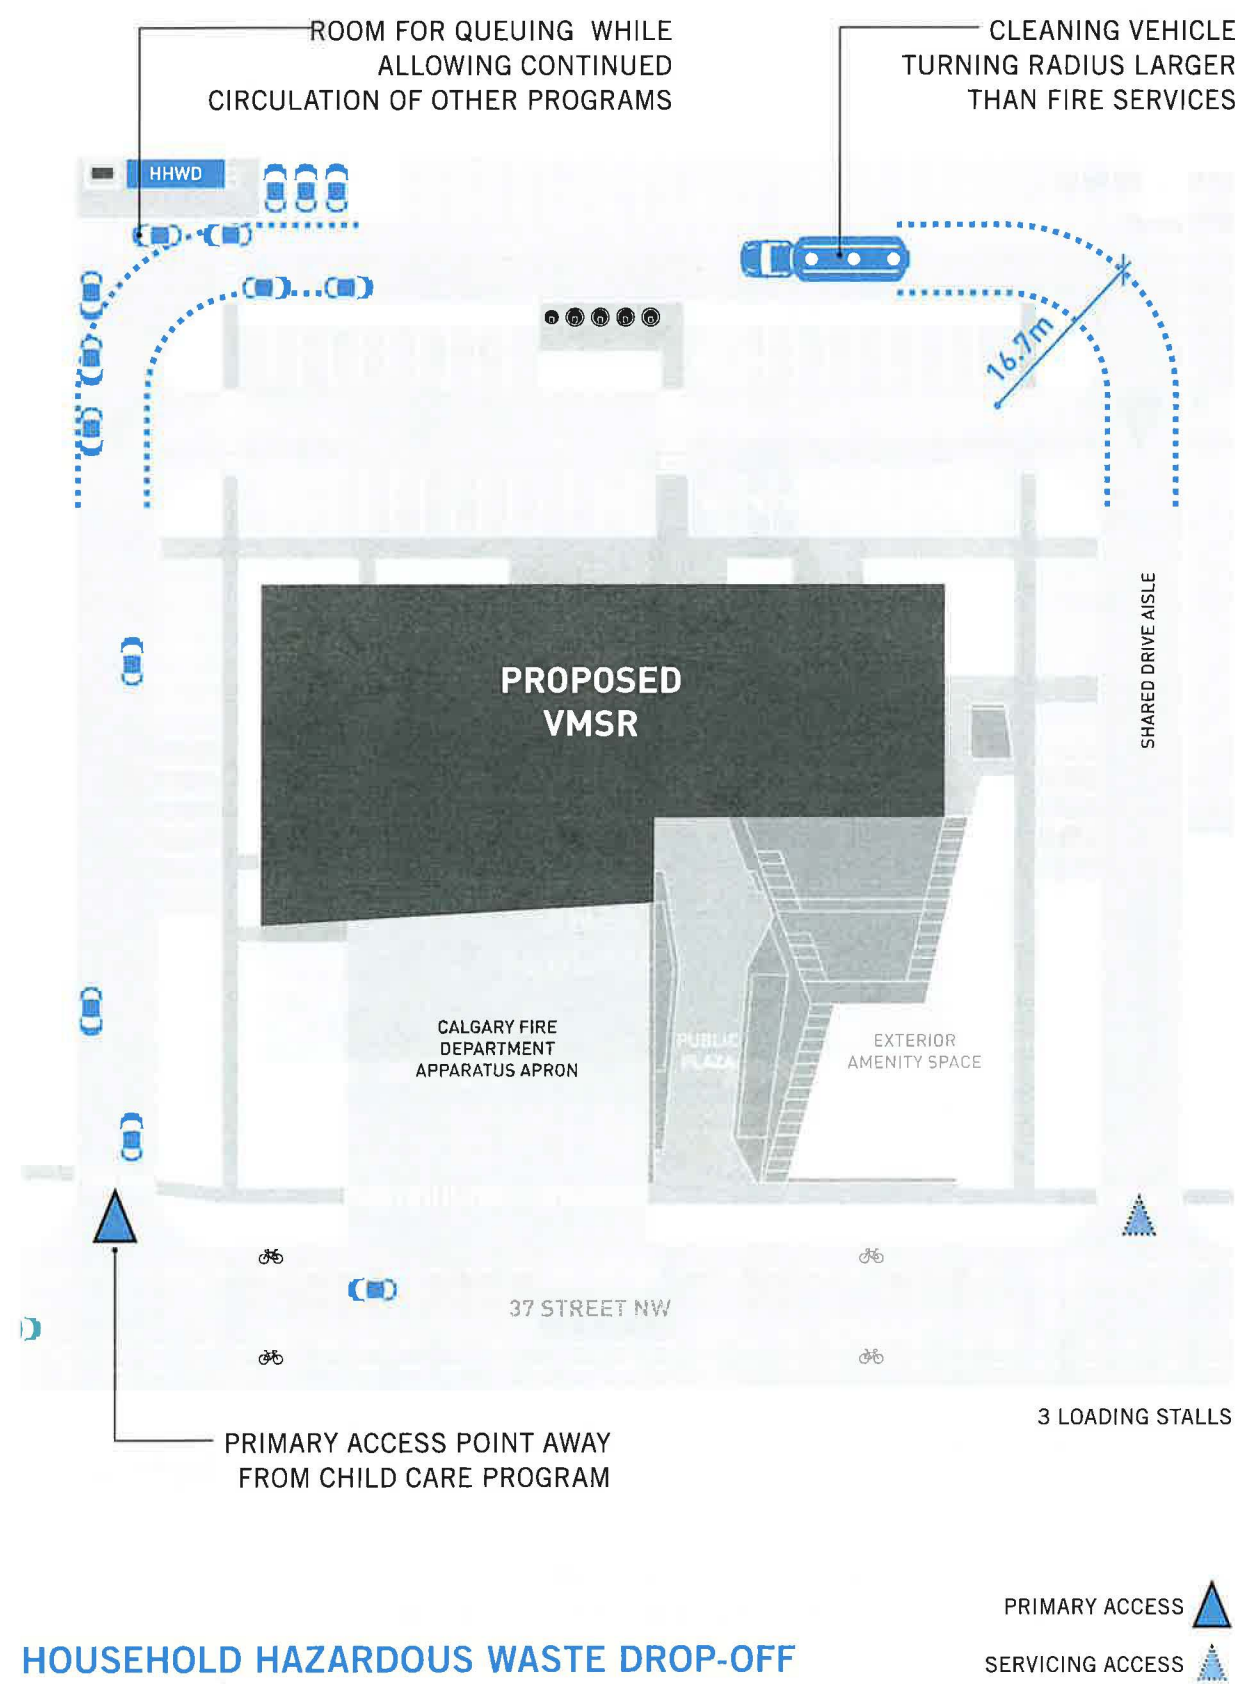 ROOM FOR QUEUING WHILE
ALLOWING CONTINUED
CIRCULATION OF OTHER PROGRAMS
CLEANING VEHICLE
TURNING RADIUS LARGER
THAN FIRE SERVICES
HHWD
16.7m
PROPOSED
VMSR
SHARED DRIVE AISLE
CALGARY FIRE
DEPARTMENT
APPARATUS APRON
PUBLIC
PLAZA
EXTERIOR
AMENITY SPACE
37 STREET NW
3 LOADING STALLS
PRIMARY ACCESS POINT AWAY
FROM CHILD CARE PROGRAM
PRIMARY ACCESS
SERVICING ACCESS
HOUSEHOLD HAZARDOUS WASTE DROP-OFF